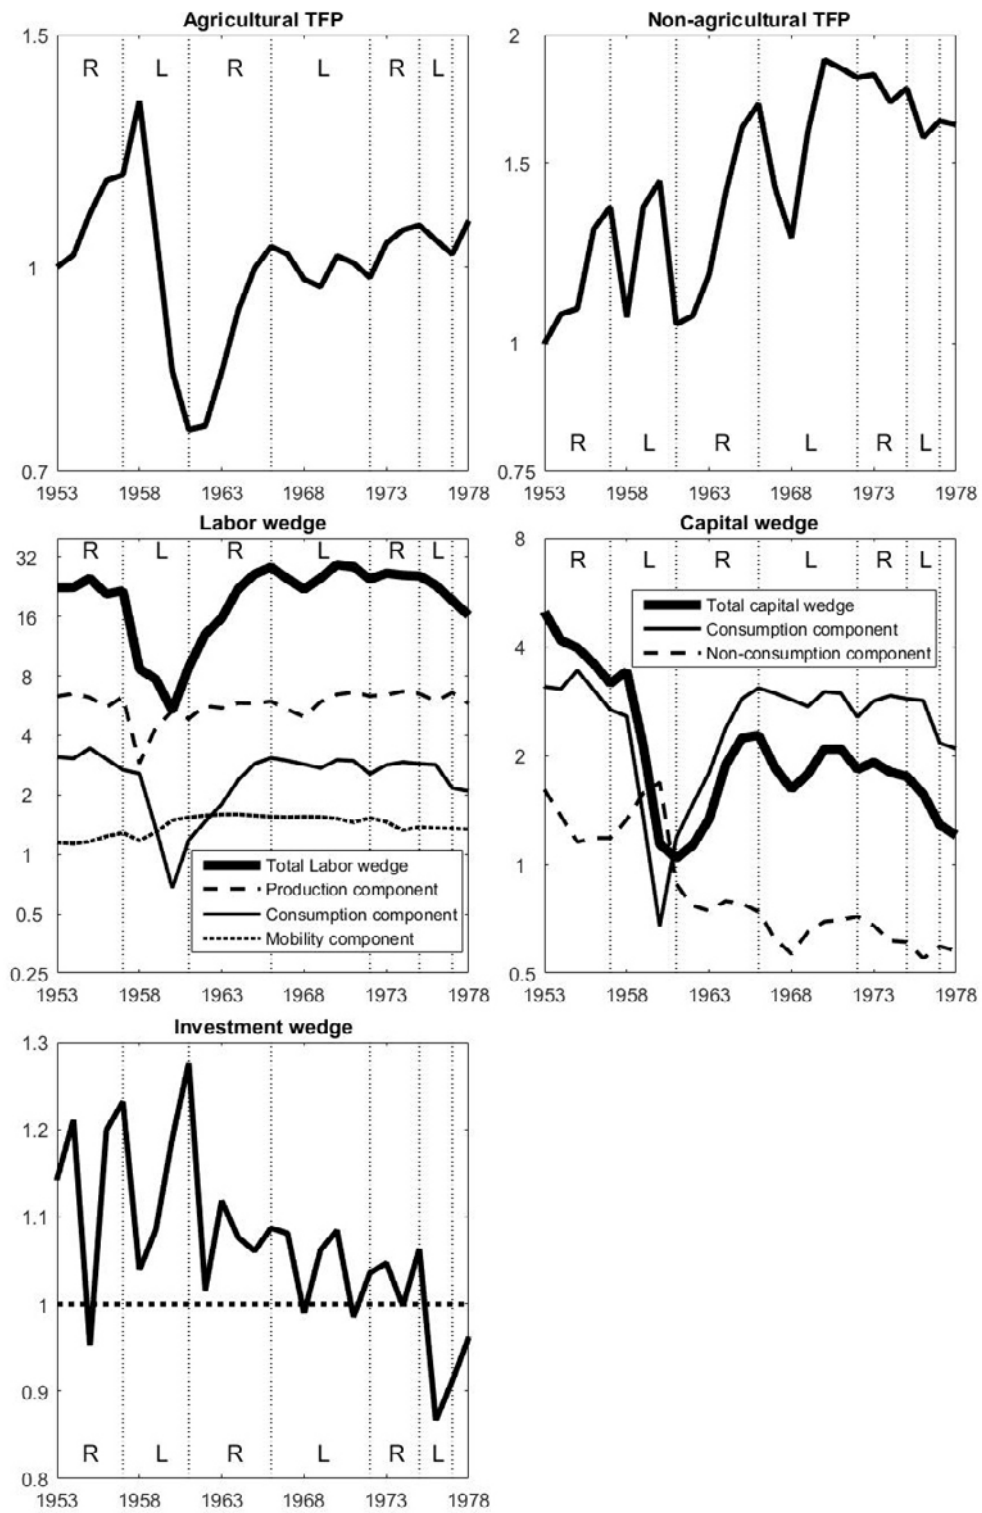 Agricultural TFP
1.5
R L R L R L
1
0.7
1953 1958 1963 1968 1973 1978
Non-agricultural TFP
2
1.5
1
R L R L R L
0.75
1953 1958 1963 1968 1973 1978
Labor wedge
32
R L R L R L
16
8
4
2
1
0.5
0.25
Total Labor wedge
Production component
Consumption component
Mobility component
1953 1958 1963 1968 1973 1978
Capital wedge
8
R L R L R L
Total capital wedge
Consumption component
Non-consumption component
4
2
1
0.5
1953 1958 1963 1968 1973 1978
Investment wedge
1.3
1.2
1.1
1
0.9
R L R L R L
0.8
1953 1958 1963 1968 1973 1978